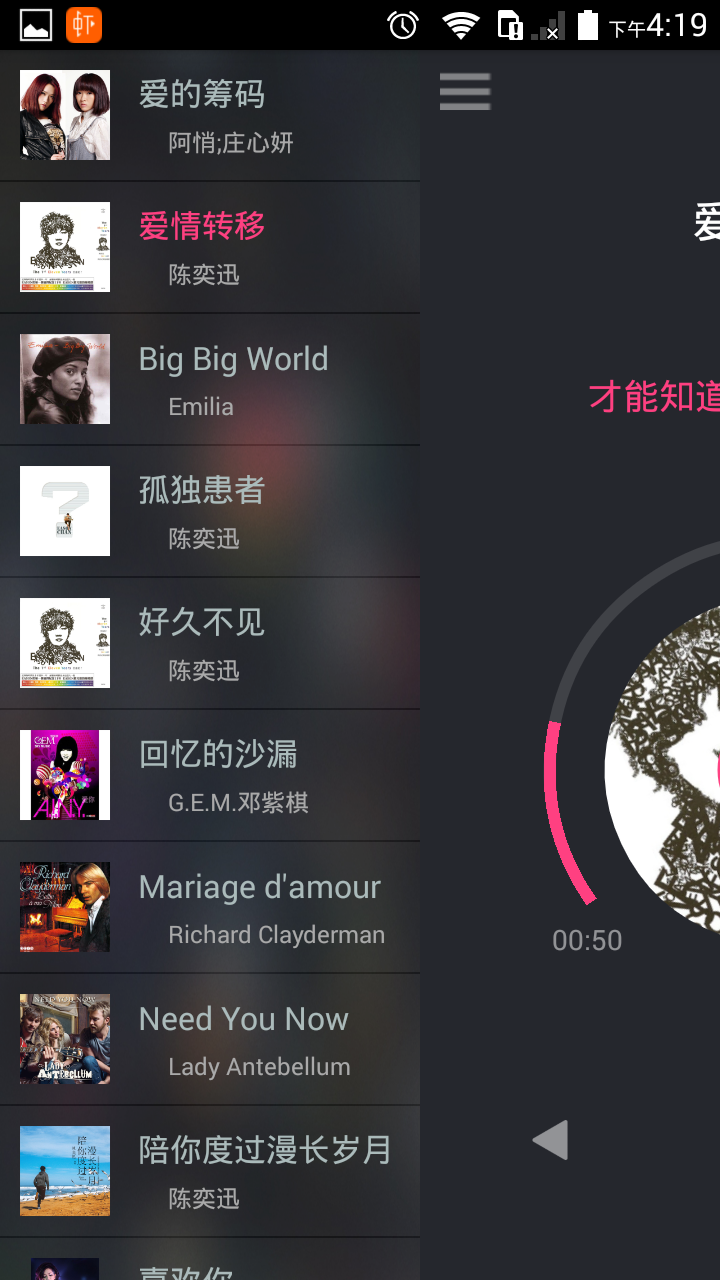 下午4:19
爱的筹码
阿悄;庄心妍
爱情转移
陈奕迅
Big Big World
Emilia
孤独患者
陈奕迅
好久不见
陈奕迅
回忆的沙漏
G.E.M.邓紫棋
Mariage d'amour
Richard Clayderman
Need You Now
Lady Antebellum
陪你度过漫长岁月
陈奕迅
喜欢你
爱
才能知道
00:50